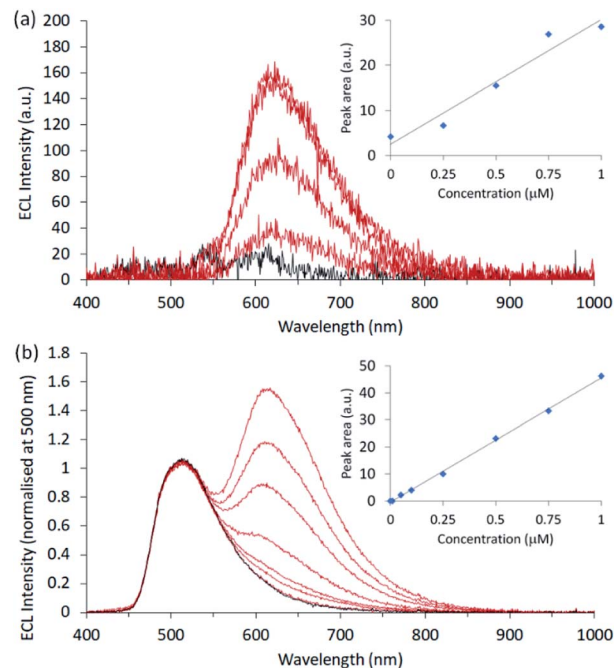 (a)
ECL Intensity (a.u.)
200
180
160
140
120
100
80
60
40
20
0
400 500 600 700 800 900 1000
Wavelength (nm)
Peak area (a.u.)
30
20
10
0
0 0.25 0.5 0.75 1
Concentration (μM)
(b)
ECL Intensity (normalised at 500 nm)
1.8
1.6
1.4
1.2
1
0.8
0.6
0.4
0.2
0
400 500 600 700 800 900 1000
Wavelength (nm)
Peak area (a.u.)
50
40
30
20
10
0
0 0.25 0.5 0.75 1
Concentration (μM)